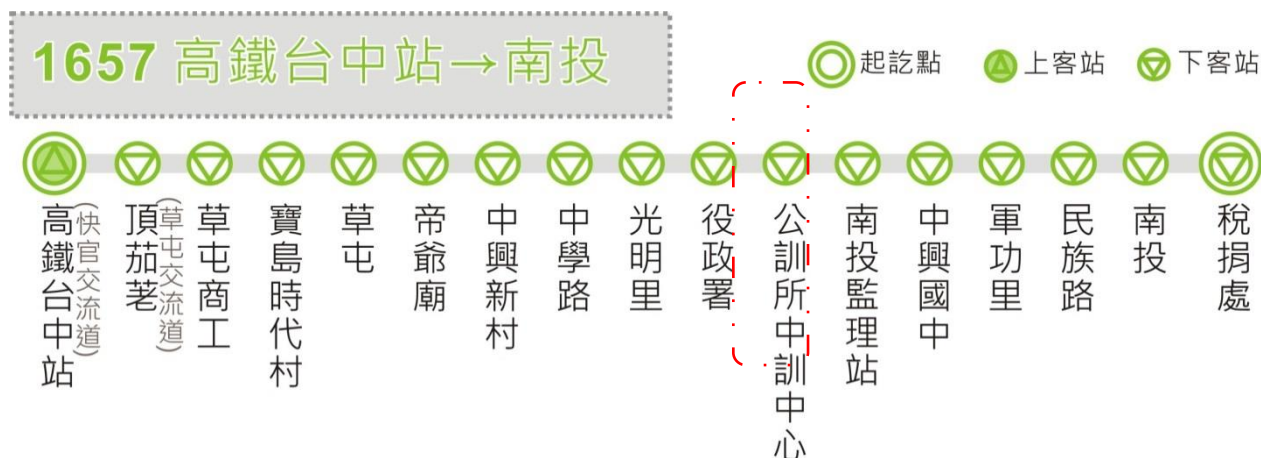 1657 高鐵台中站→南投
起訖點
上客站
下客站
高鐵台中站
(快官交流道)
頂茄荖
(草屯交流道)
草屯商工
寶島時代村
草屯
帝爺廟
中興新村
中學路
光明里
役政署
公訓所中訓中心
南投監理站
中興國中
軍功里
民族路
南投
稅捐處